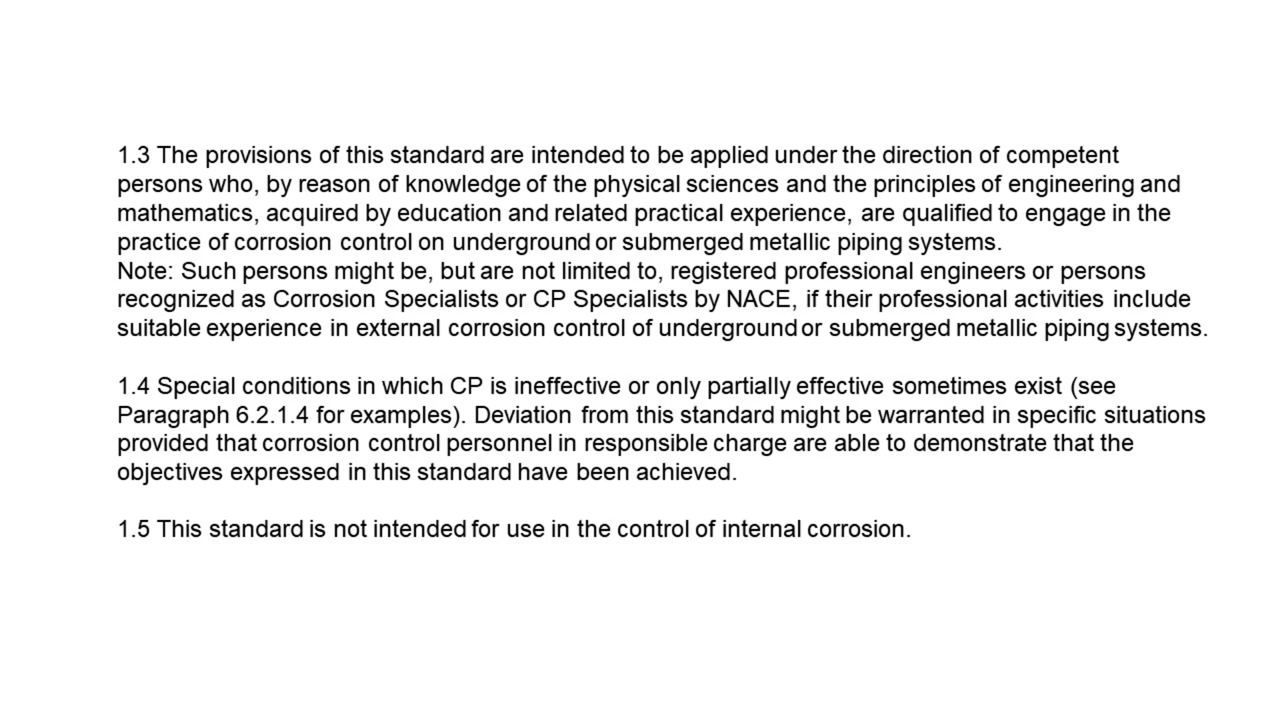 1.3 The provisions of this standard are intended to be applied under the direction of competent
persons who, by reason of knowledge of the physical sciences and the principles of engineering and
mathematics, acquired by education and related practical experience, are qualified to engage in the
practice of corrosion control on underground or submerged metallic piping systems.
Note: Such persons might be, but are not limited to, registered professional engineers or persons
recognized as Corrosion Specialists or CP Specialists by NACE, if their professional activities include
suitable experience in external corrosion control of underground or submerged metallic piping systems.
1.4 Special conditions in which CP is ineffective or only partially effective sometimes exist (see
Paragraph 6.2.1.4 for examples). Deviation from this standard might be warranted in specific situations
provided that corrosion control personnel in responsible charge are able to demonstrate that the
objectives expressed in this standard have been achieved.
1.5 This standard is not intended for use in the control of internal corrosion.